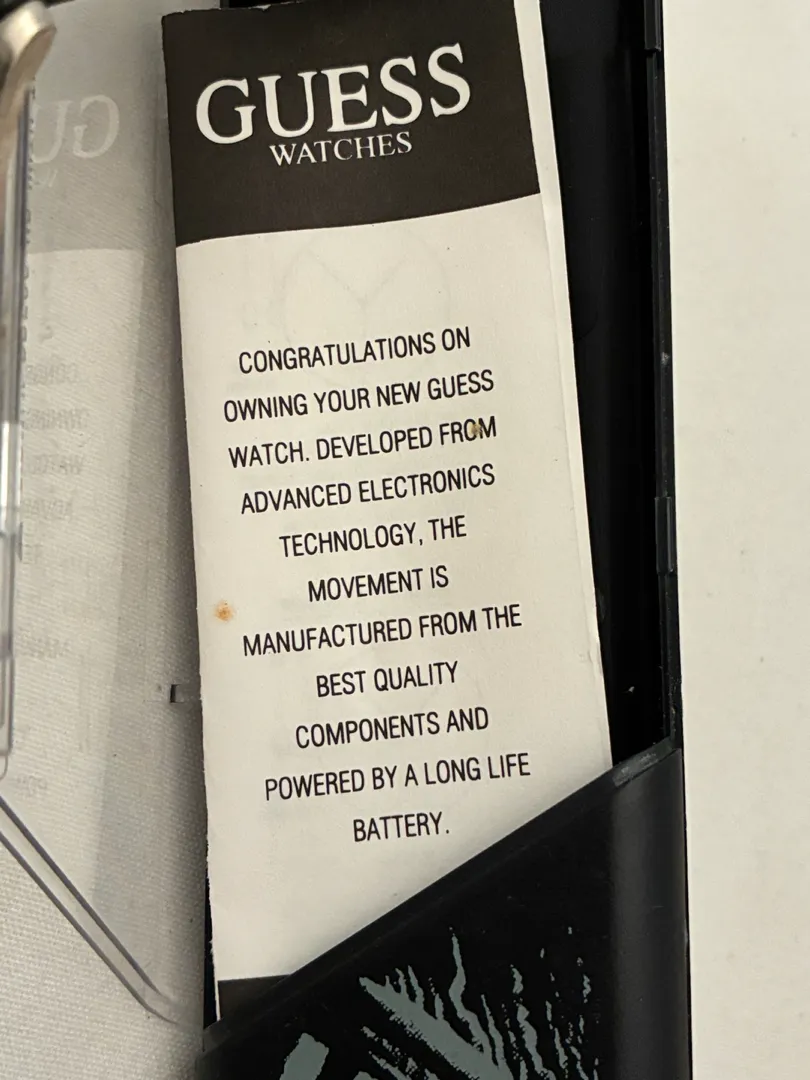 GUESS
WATCHES
CONGRATULATIONS ON
OWNING YOUR NEW GUESS
WATCH. DEVELOPED FROM
ADVANCED ELECTRONICS
TECHNOLOGY, THE
MOVEMENT IS
MANUFACTURED FROM THE
BEST QUALITY
COMPONENTS AND
POWERED BY A LONG LIFE
BATTERY.